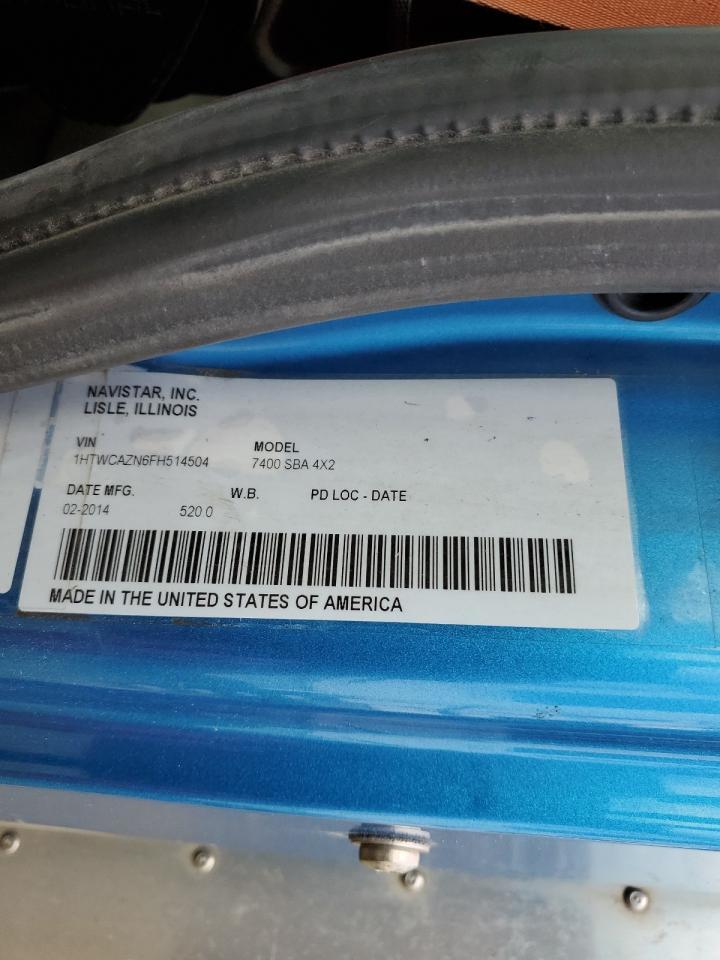 NAVISTAR, INC.
LISLE, ILLINOIS
VIN MODEL
1HTWCAZN6FH514504 7400 SBA 4X2
DATE MFG. W.B. PD LOC - DATE
02-2014 520 0
MADE IN THE UNITED STATES OF AMERICA